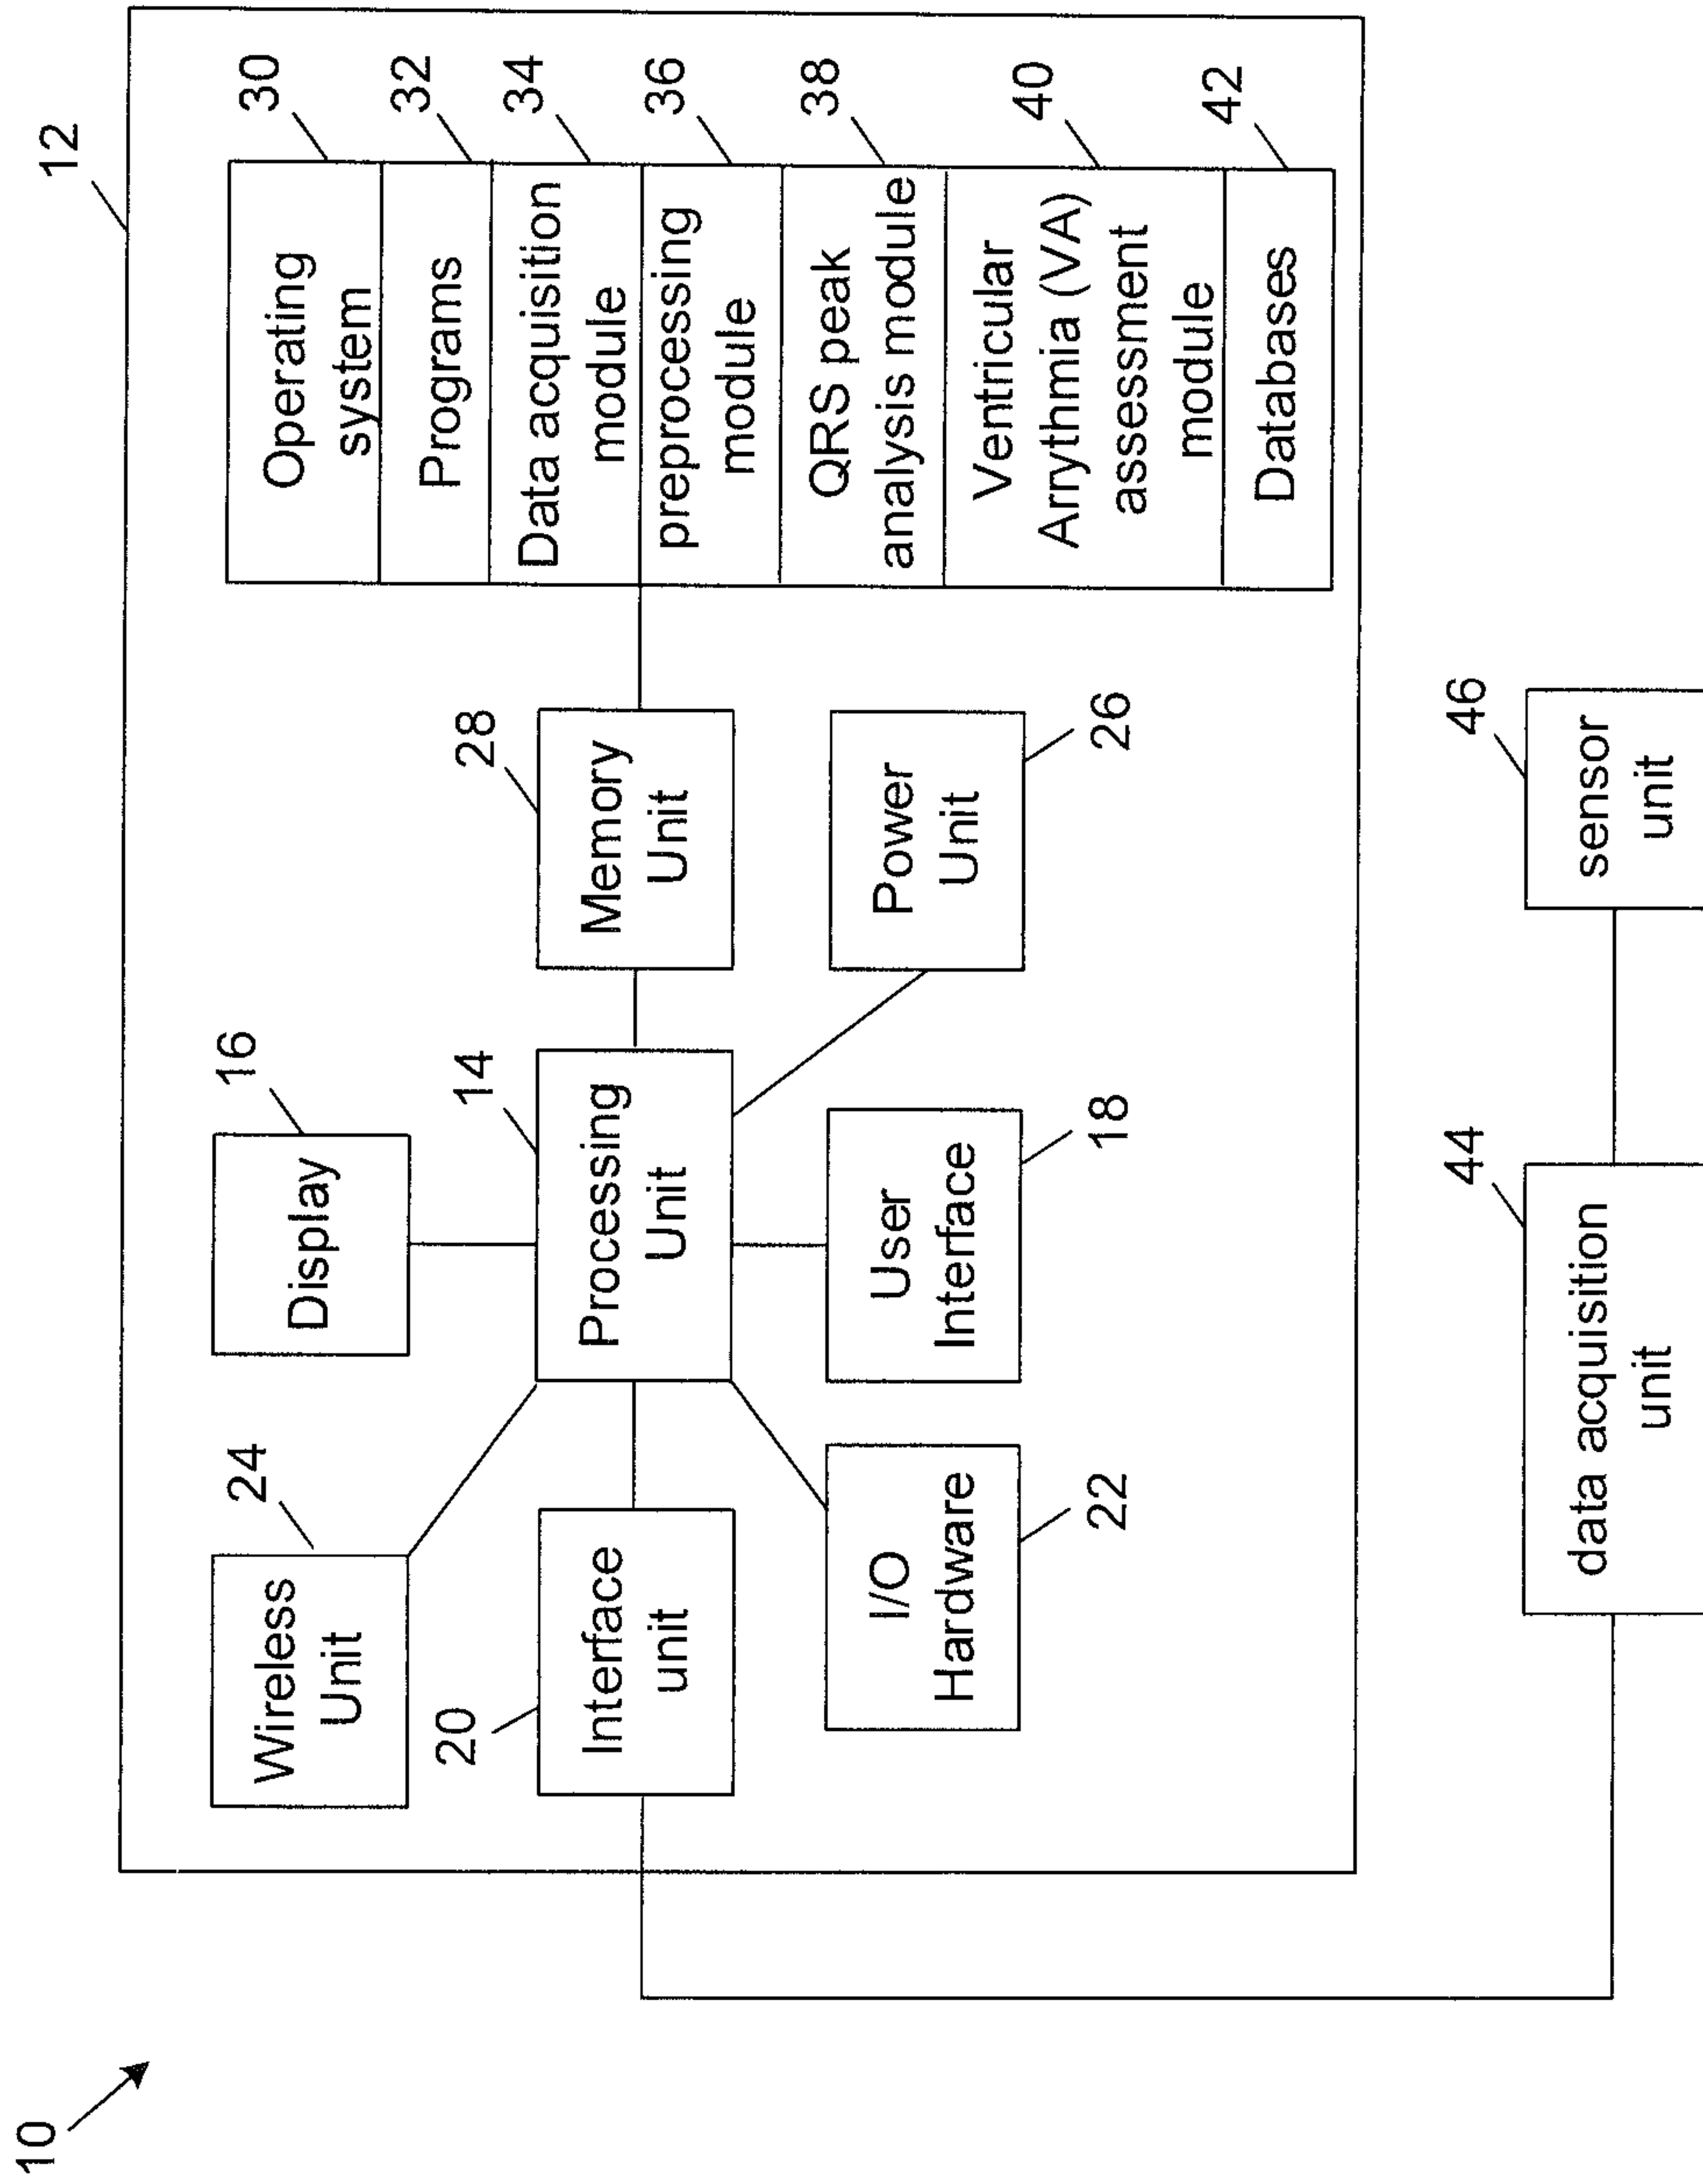 10
12
24
Wireless
Unit
16
Display
20
Interface
unit
14
Processing
Unit
28
Memory
Unit
I/O
Hardware
22
User
Interface
18
Power
Unit
26
Operating
system
30
Programs
32
Data acquisition
module
34
preprocessing
module
36
QRS peak
analysis module
38
Ventricular
Arrythmia (VA)
assessment
module
40
Databases
42
44
data acquisition
unit
46
sensor
unit